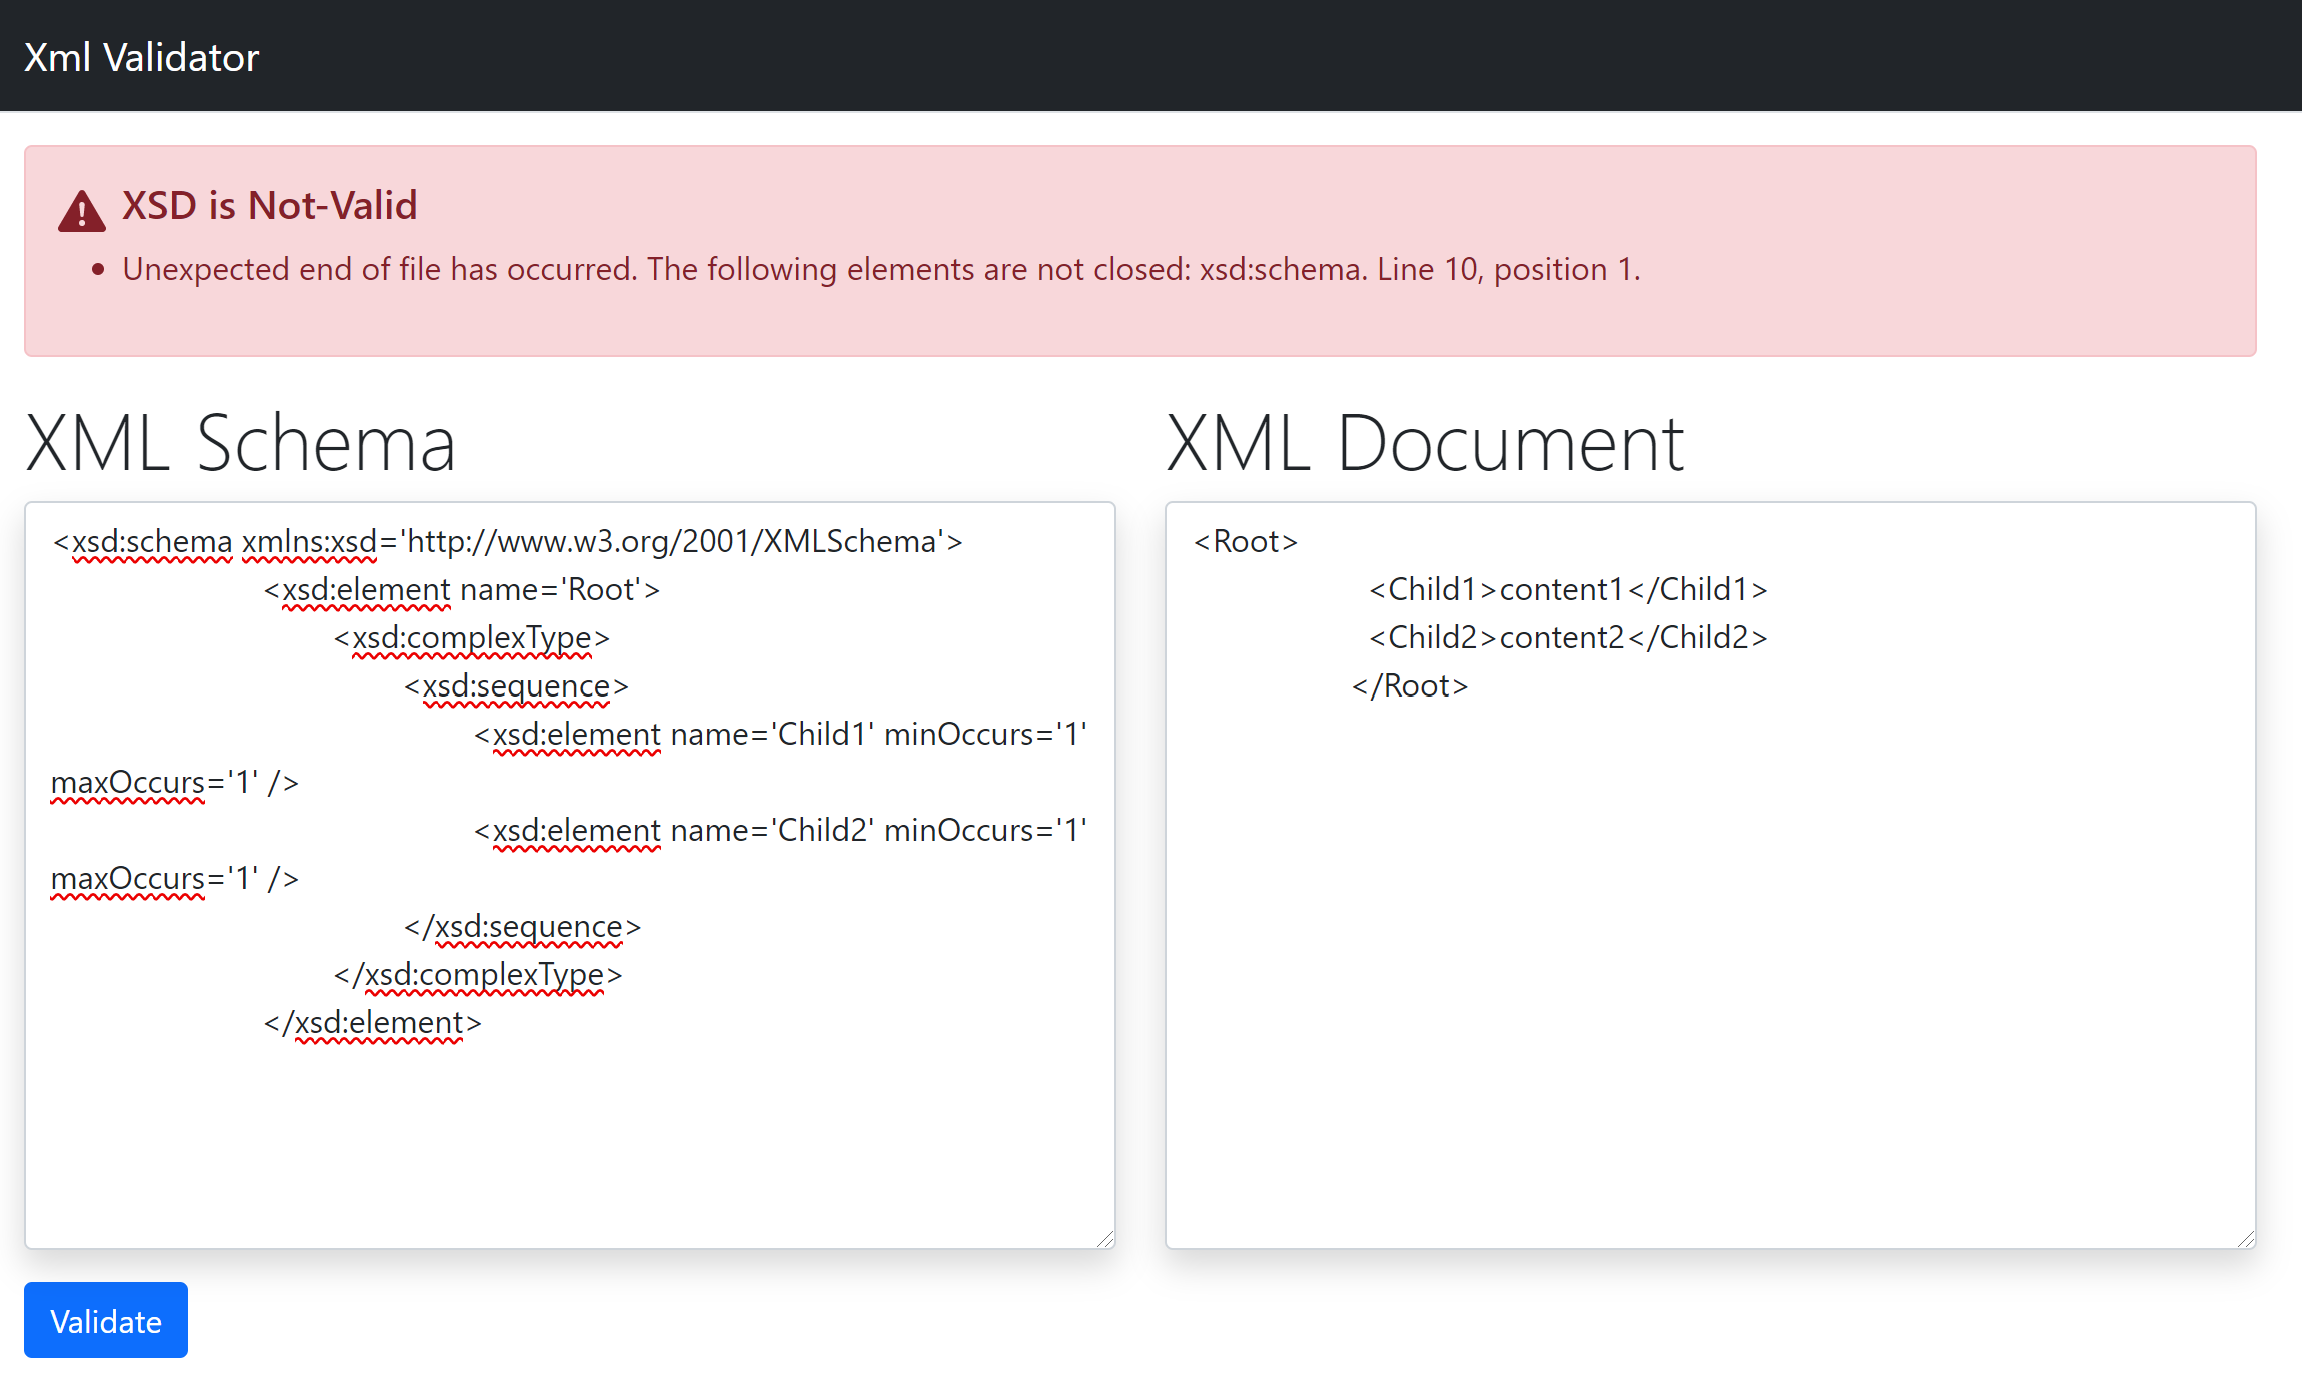 Xml Validator
XSD is Not-Valid
• Unexpected end of file has occurred. The following elements are not closed: xsd:schema. Line 10, position 1.
XML Schema
<xsd:schema xmlns:xsd='http://www.w3.org/2001/XMLSchema'>
<xsd:element name='Root'>
<xsd:complexType>
<xsd:sequence>
<xsd:element name='Child1' minOccurs='1'
maxOccurs='1' />
<xsd:element name='Child2' minOccurs='1'
maxOccurs='1' />
</xsd:sequence>
</xsd:complexType>
</xsd:element>
XML Document
<Root>
<Child1>content1</Child1>
<Child2>content2</Child2>
</Root>
Validate